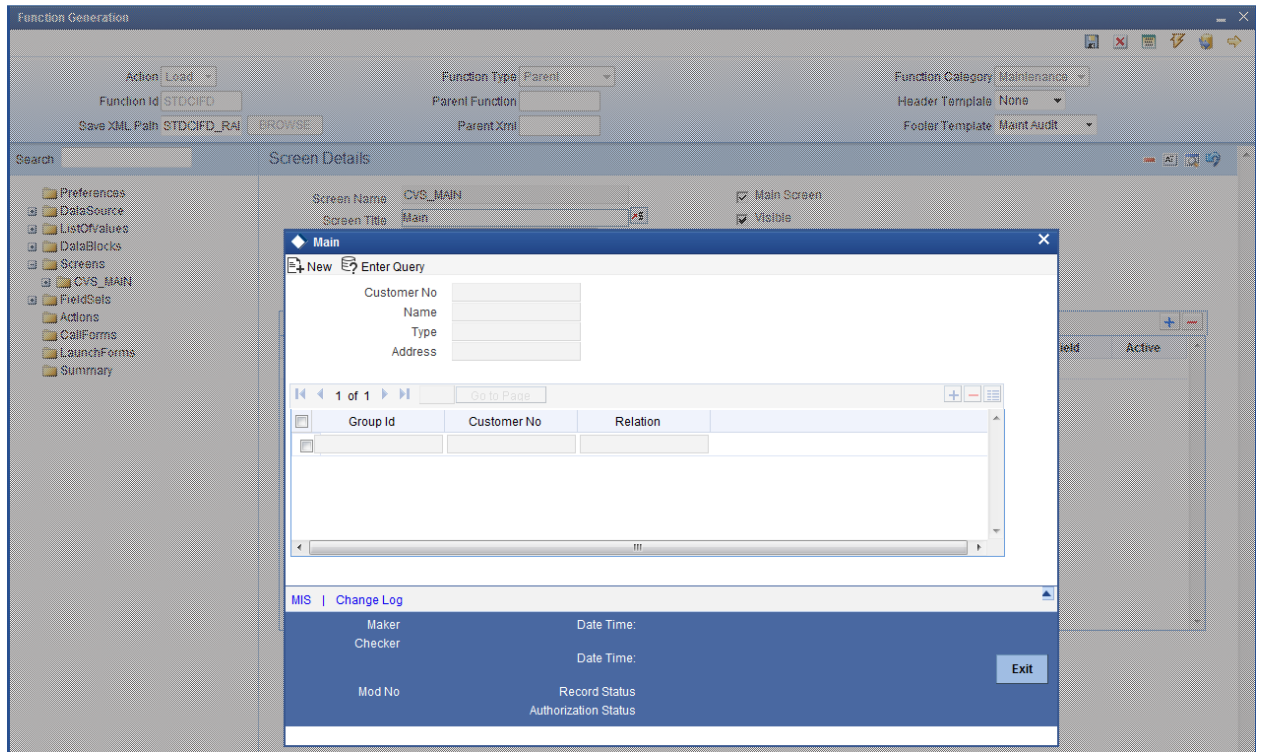 Function Generation
Action Load Function Type Parent Function Category Maintenance
Function Id STDCIFD Parent Function Header Template None
Save XML Path STDCIFD_RAI BROWSE Parent Xml Footer Template Maint Audit
Search Screen Details
Preferences
DataSource
ListOfValues
DataBlocks
Screens
CVS_MAIN
FieldSets
Actions
CallForms
LaunchForms
Summary
Screen Name CVS_MAIN Main Screen
Screen Title Main Visible
Main
New Enter Query
Customer No
Name
Type
Address
ield Active
1 of 1 Go to Page
Group Id Customer No Relation
MIS | Change Log
Maker Date Time:
Checker
Date Time:
Exit
Mod No Record Status
Authorization Status